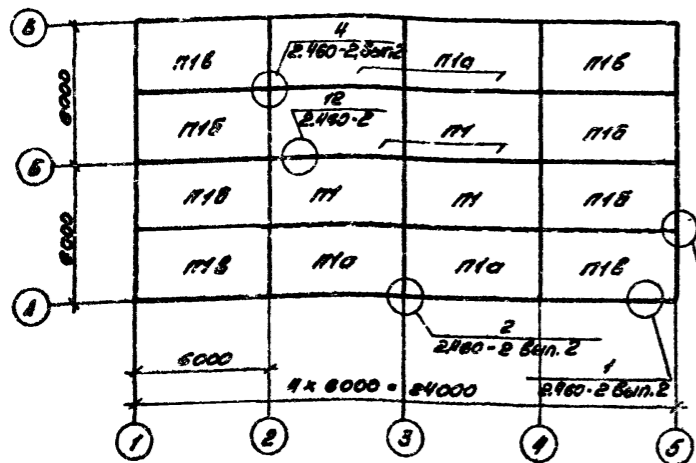 В
4
2.460-2, вып.2
П1в
П1а
П1в
6000
12
2.460-2
П1б
П1
П1б
Б
П1б
П1
П1
П1б
6000
П1в
П1а
П1а
П1в
А
2
2.460-2 вып. 2
6000
1
2.460-2 вып.2
4 х 6000 = 24000
1
2
3
4
5